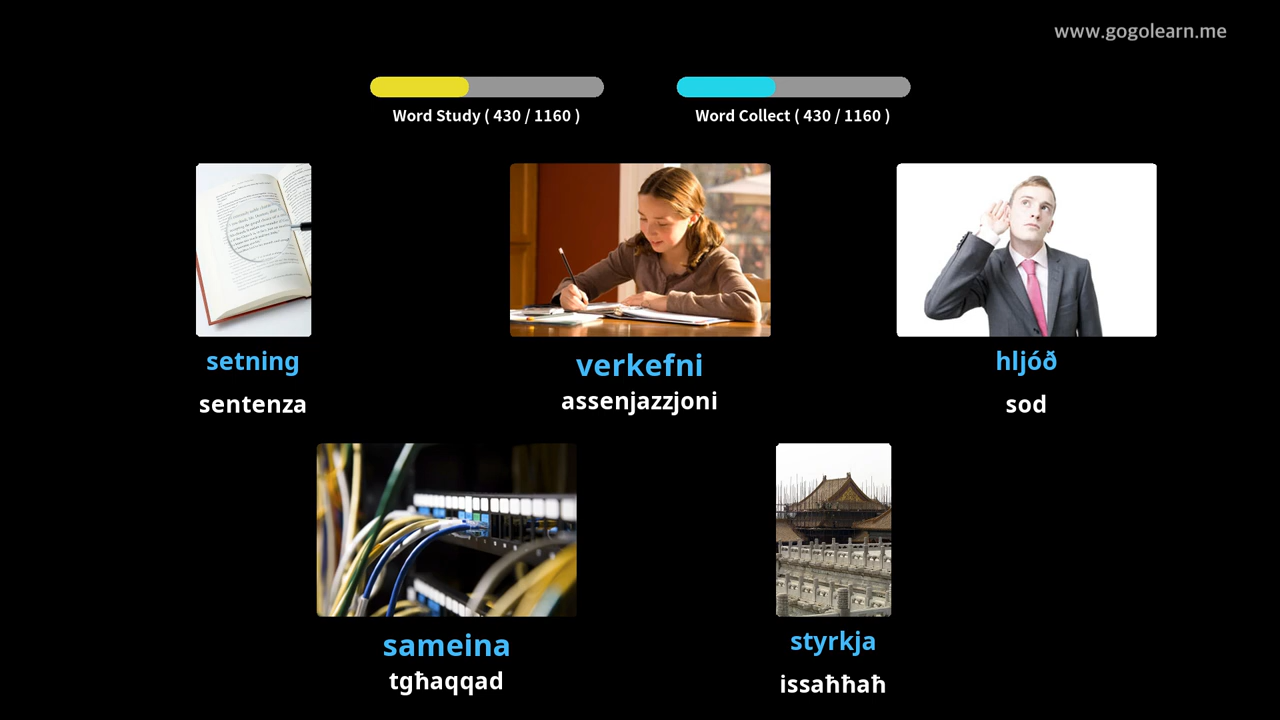 www.gogolearn.me
Word Study ( 430 / 1160 )
Word Collect ( 430 / 1160 )
setning
sentenza
verkefni
assenjazzjoni
hljóð
sod
sameina
tgħaqqad
styrkja
issaħħaħ